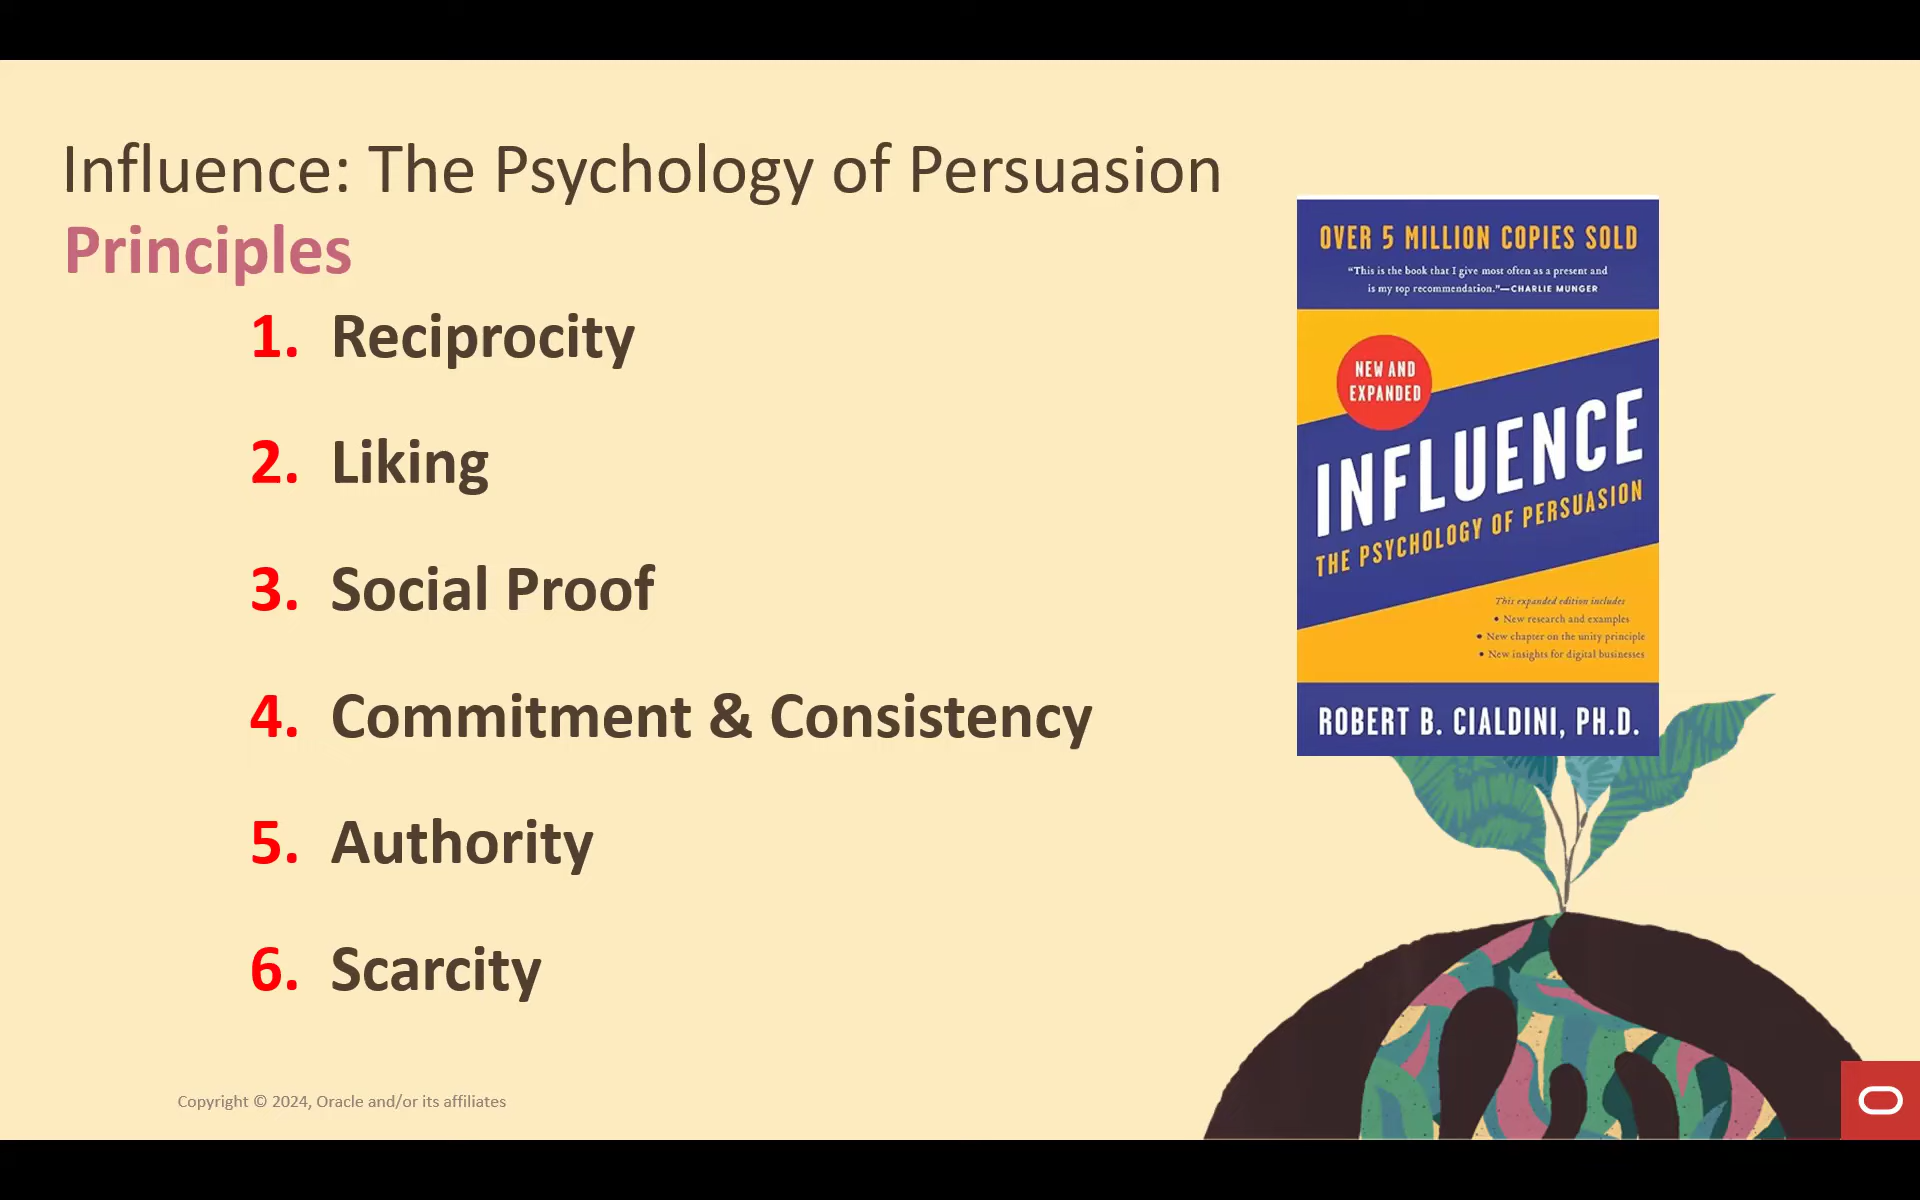 Influence: The Psychology of Persuasion
Principles
1. Reciprocity
2. Liking
3. Social Proof
4. Commitment & Consistency
5. Authority
6. Scarcity
OVER 5 MILLION COPIES SOLD
“This is the book that I give most often as a present and
is my top recommendation.”—CHARLIE MUNGER
NEW AND
EXPANDED
INFLUENCE
THE PSYCHOLOGY OF PERSUASION
This expanded edition includes
• New research and examples
• New chapter on the unity principle
• New insights for digital businesses
ROBERT B. CIALDINI, PH.D.
Copyright © 2024, Oracle and/or its affiliates